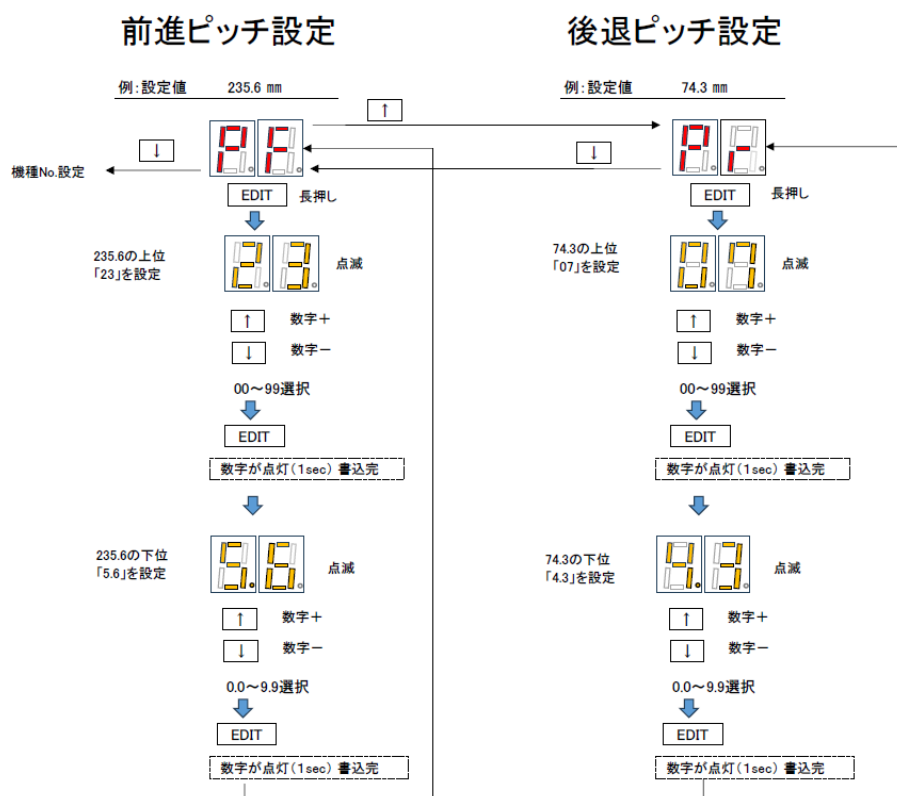 前進ピッチ設定
例:設定値 235.6 ㎜
↑
PF
↓
機種No.設定
EDIT 長押し
235.6の上位
「23」を設定
23
点滅
↑ 数字＋
↓ 数字－
00～99選択
EDIT
数字が点灯(1sec) 書込完
235.6の下位
「5.6」を設定
5.6
点滅
↑ 数字＋
↓ 数字－
0.0～9.9選択
EDIT
数字が点灯(1sec) 書込完
後退ピッチ設定
例:設定値 74.3 ㎜
↓
Pr
EDIT 長押し
74.3の上位
「07」を設定
07
点滅
↑ 数字＋
↓ 数字－
00～99選択
EDIT
数字が点灯(1sec) 書込完
74.3の下位
「4.3」を設定
4.3
点滅
↑ 数字＋
↓ 数字－
0.0～9.9選択
EDIT
数字が点灯(1sec) 書込完